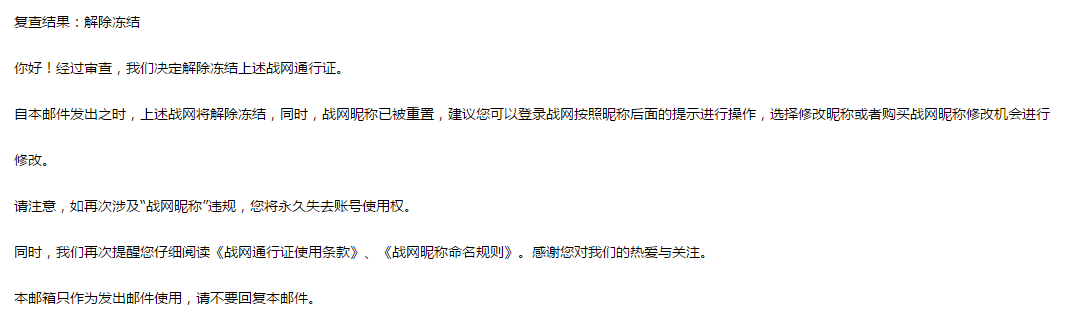 复查结果：解除冻结
你好！经过审查，我们决定解除冻结上述战网通行证。
自本邮件发出之时，上述战网将解除冻结，同时，战网昵称已被重置，建议您可以登录战网按照昵称后面的提示进行操作，选择修改昵称或者购买战网昵称修改机会进行
修改。
请注意，如再次涉及“战网昵称”违规，您将永久失去账号使用权。
同时，我们再次提醒您仔细阅读《战网通行证使用条款》、《战网昵称命名规则》。感谢您对我们的热爱与关注。
本邮箱只作为发出邮件使用，请不要回复本邮件。